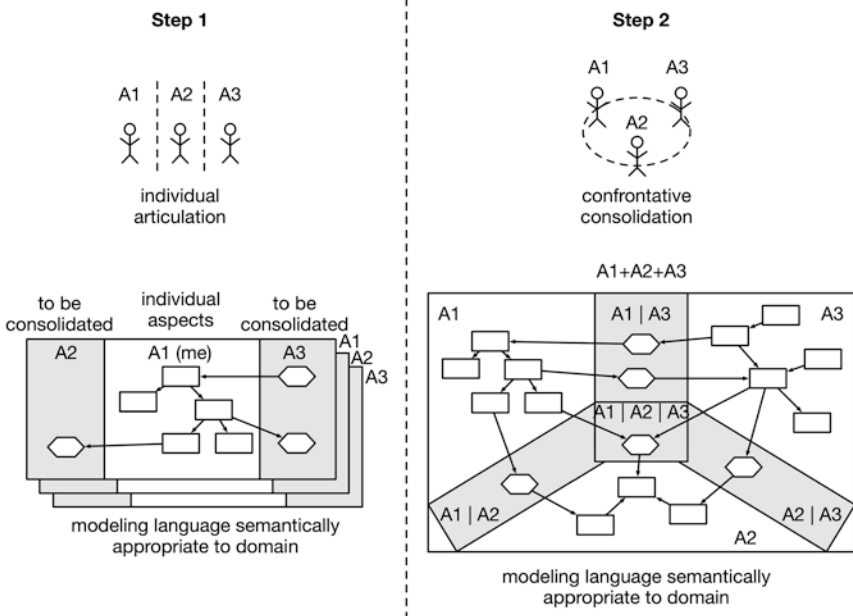 Step 1
A1 A2 A3
individual
articulation
to be
consolidated
individual
aspects
to be
consolidated
A2
A1 (me)
A3
A1
A2
A3
modeling language semantically
appropriate to domain
Step 2
A1 A3
A2
confrontative
consolidation
A1+A2+A3
A1
A1 | A3
A3
A1 | A2 | A3
A1 | A2
A2 | A3
A2
modeling language semantically
appropriate to domain